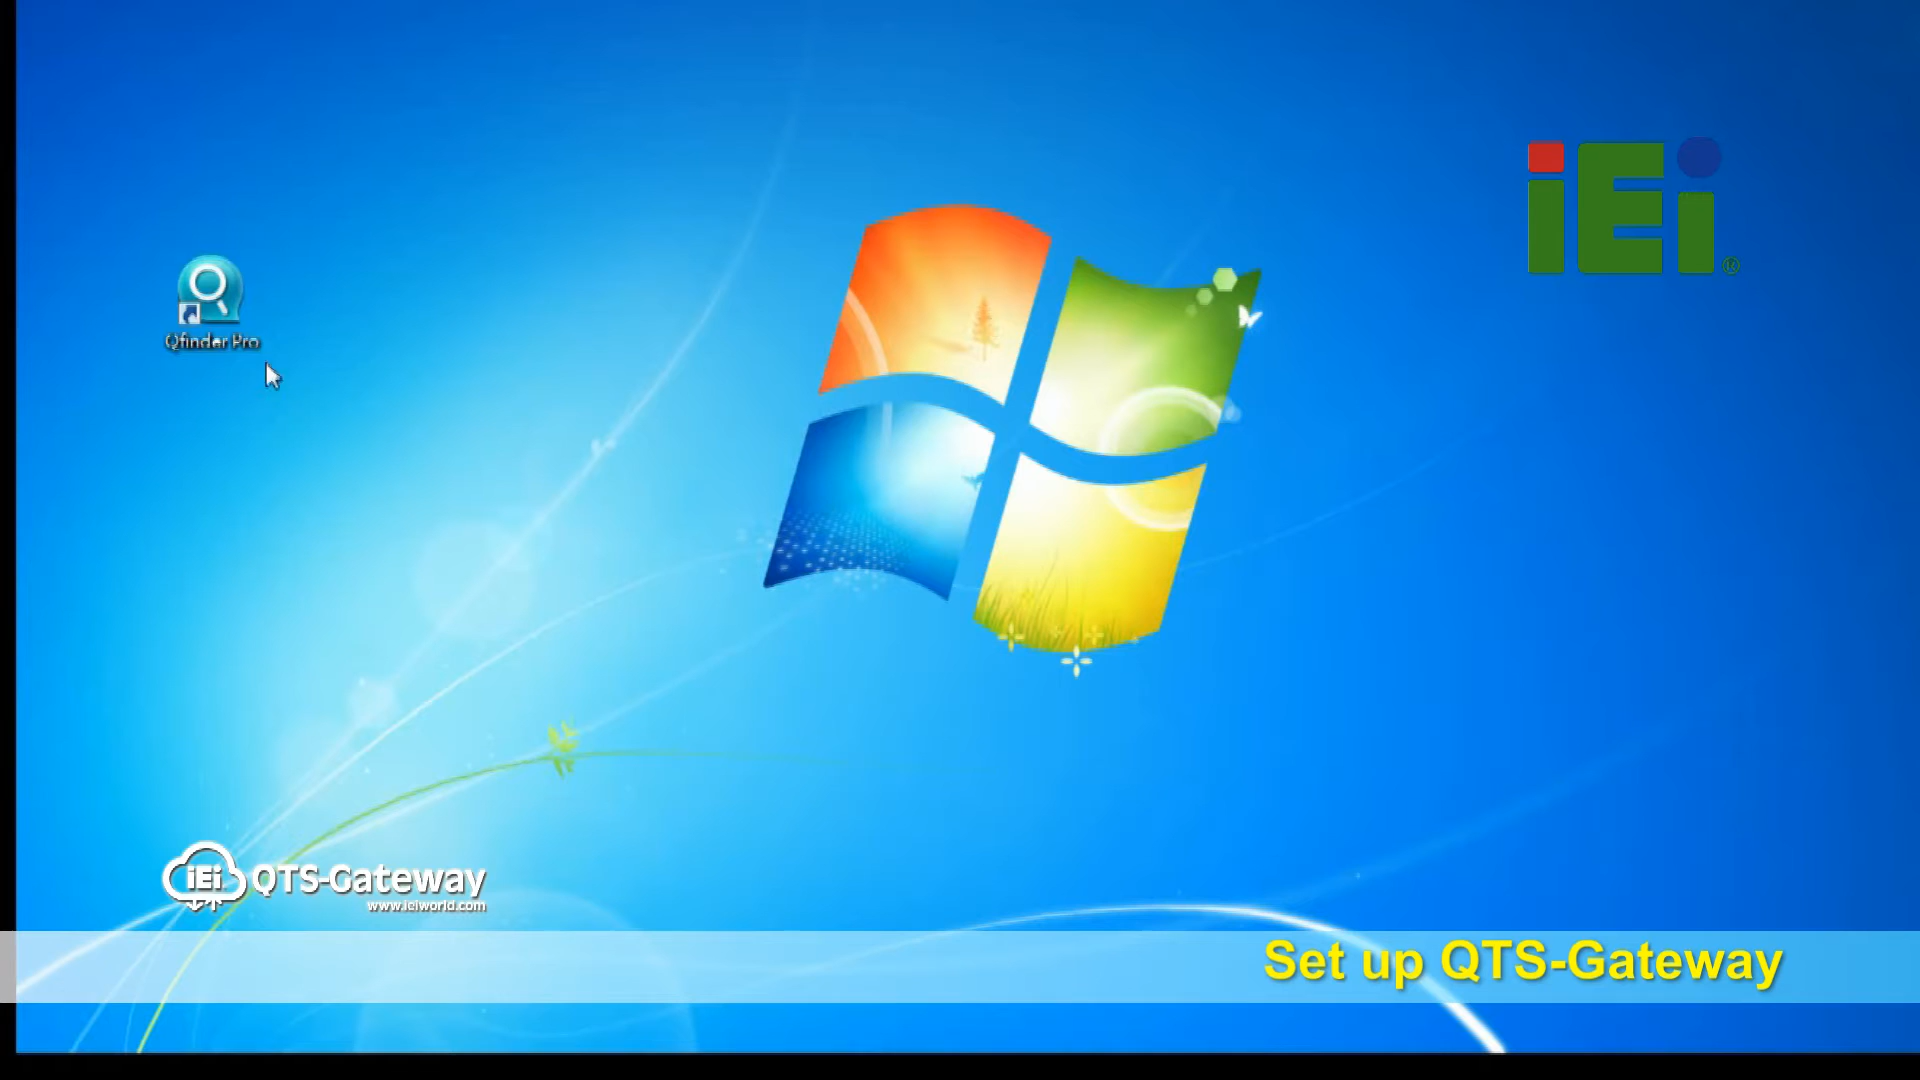 iEi®
Qfinder Pro
iEi QTS-Gateway
www.ieiworld.com
Set up QTS-Gateway